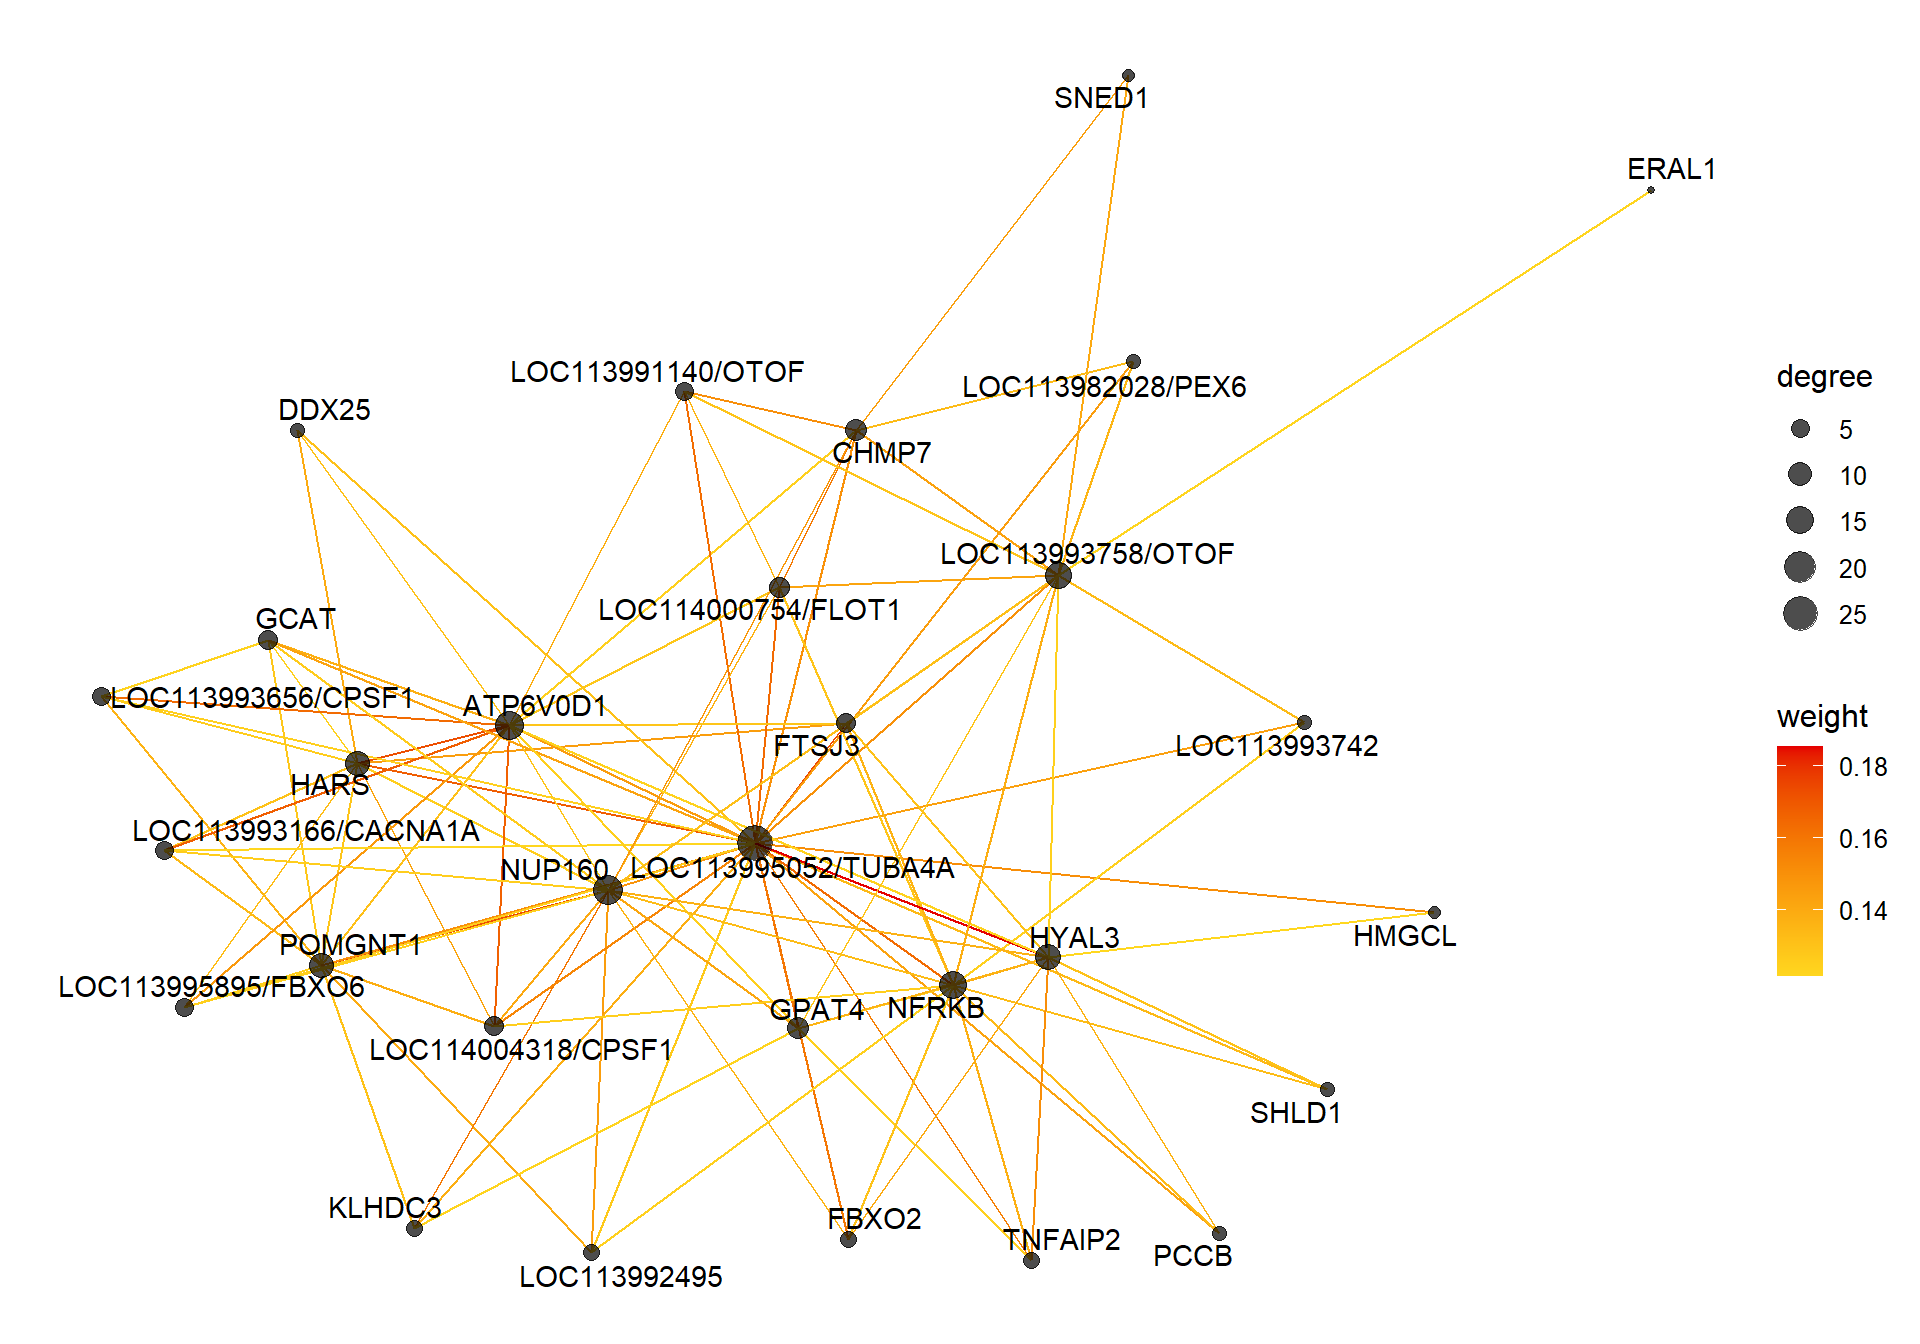 SNED1
ERAL1
LOC113991140/OTOF
LOC113982028/PEX6
DDX25
CHMP7
LOC113993758/OTOF
LOC114000754/FLOT1
GCAT
LOC113993656/CPSF1
ATP6V0D1
FTSJ3
LOC113993742
HARS
LOC113993166/CACNA1A
NUP160
LOC113995052/TUBA4A
HMGCL
HYAL3
POMGNT1
LOC113995895/FBXO6
GPAT4
NFRKB
LOC114004318/CPSF1
SHLD1
KLHDC3
FBXO2
TNFAIP2
PCCB
LOC113992495
degree
5
10
15
20
25
weight
0.18
0.16
0.14